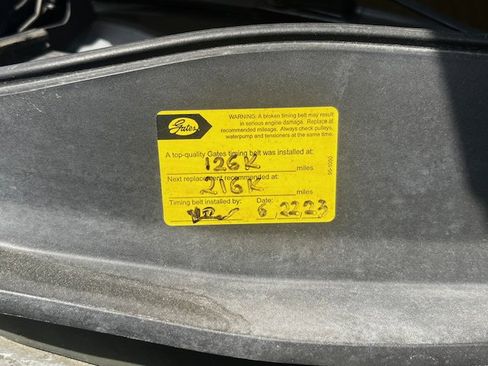 Gates
WARNING: A broken timing belt may result
in serious engine damage. Replace at
recommended mileage. Always check pulleys,
waterpump and tensioners at the same time.
A top-quality Gates timing belt was installed at:
126K miles
Next replacement recommended at:
216K miles
Timing belt installed by: Date:
6, 22, 23